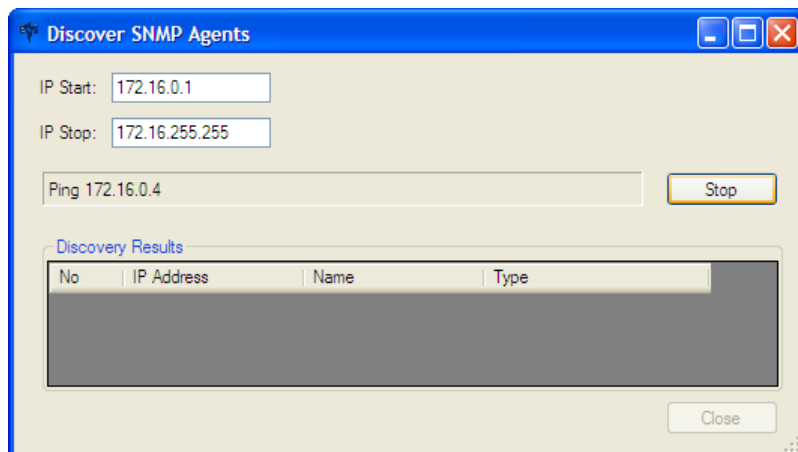 Discover SNMP Agents
IP Start: 172.16.0.1
IP Stop: 172.16.255.255
Ping 172.16.0.4 Stop
Discovery Results
No IP Address Name Type
Close